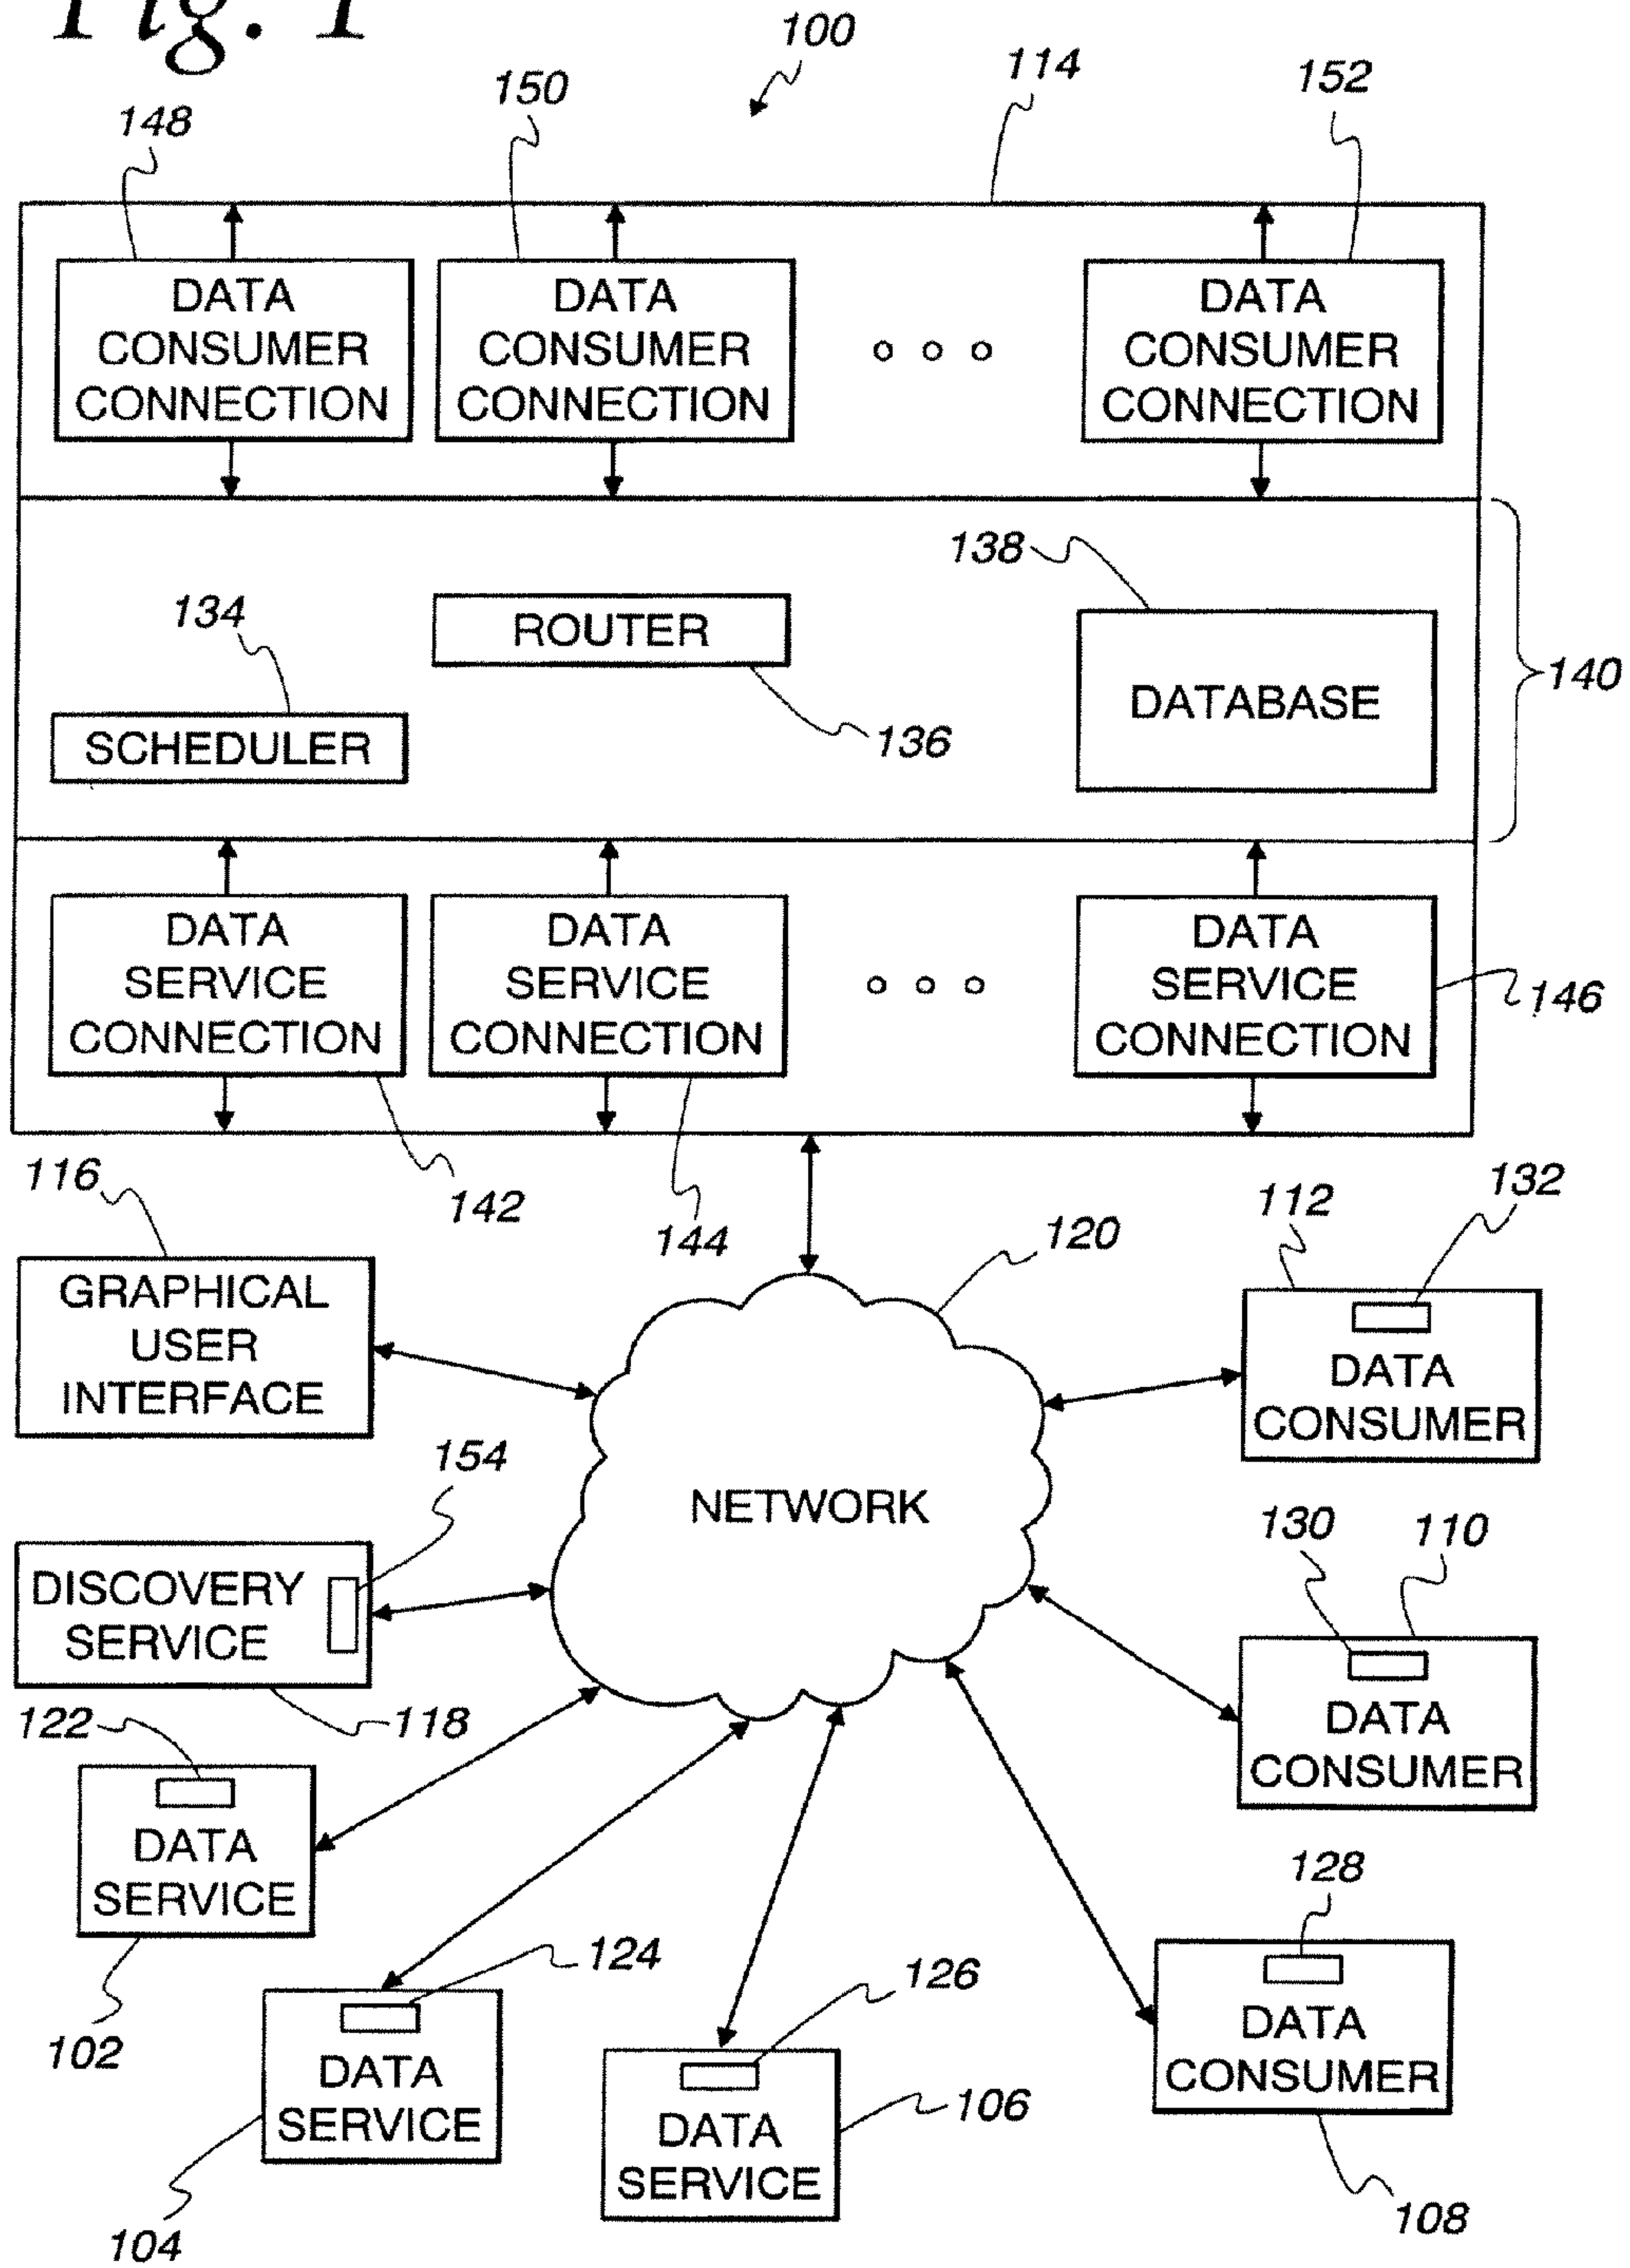 Fig. 1
100
114
152
150
148
DATA
CONSUMER
CONNECTION
DATA
CONSUMER
CONNECTION
DATA
CONSUMER
CONNECTION
138
134
ROUTER
140
DATABASE
136
SCHEDULER
DATA
SERVICE
CONNECTION
DATA
SERVICE
CONNECTION
DATA
SERVICE
CONNECTION
146
116
142
144
120
112
132
GRAPHICAL
USER
INTERFACE
DATA
CONSUMER
154
NETWORK
130
110
DISCOVERY
SERVICE
118
DATA
CONSUMER
122
DATA
SERVICE
102
128
124
126
DATA
CONSUMER
DATA
SERVICE
106
DATA
SERVICE
104
108